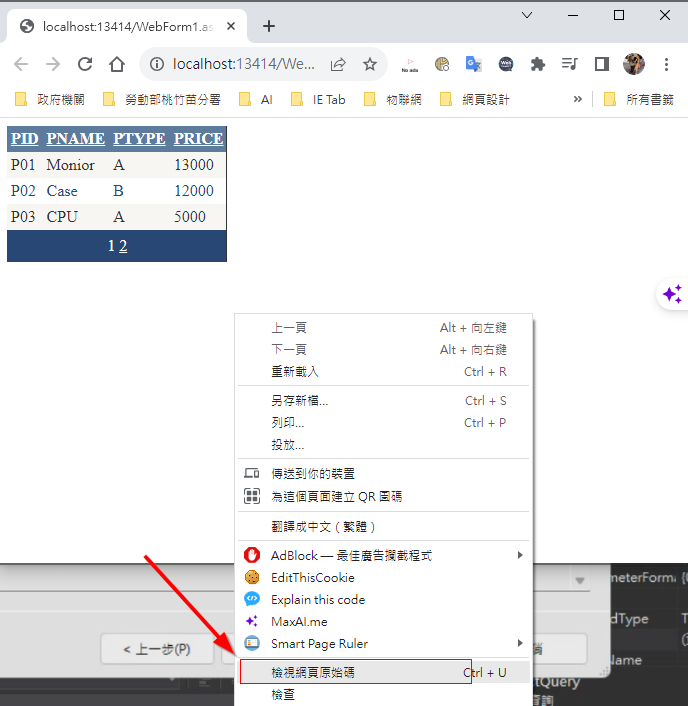 localhost:13414/WebForm1.as
localhost:13414/We...
No ads
政府機關 勞動部桃竹苗分署 AI IE Tab 物聯網 網頁設計 » 所有書籤
PID PNAME PTYPE PRICE
P01 Monior A 13000
P02 Case B 12000
P03 CPU A 5000
1 2
上一頁 Alt + 向左鍵
下一頁 Alt + 向右鍵
重新載入 Ctrl + R
另存新檔... Ctrl + S
列印... Ctrl + P
投放...
傳送到你的裝置
為這個頁面建立 QR 圖碼
翻譯成中文（繁體）
AdBlock — 最佳廣告攔截程式
EditThisCookie
Explain this code
MaxAI.me
Smart Page Ruler
檢視網頁原始碼 Ctrl + U
檢查
meterForma
dType T
< 上一步(P) 消
Name
tQuery
查詢